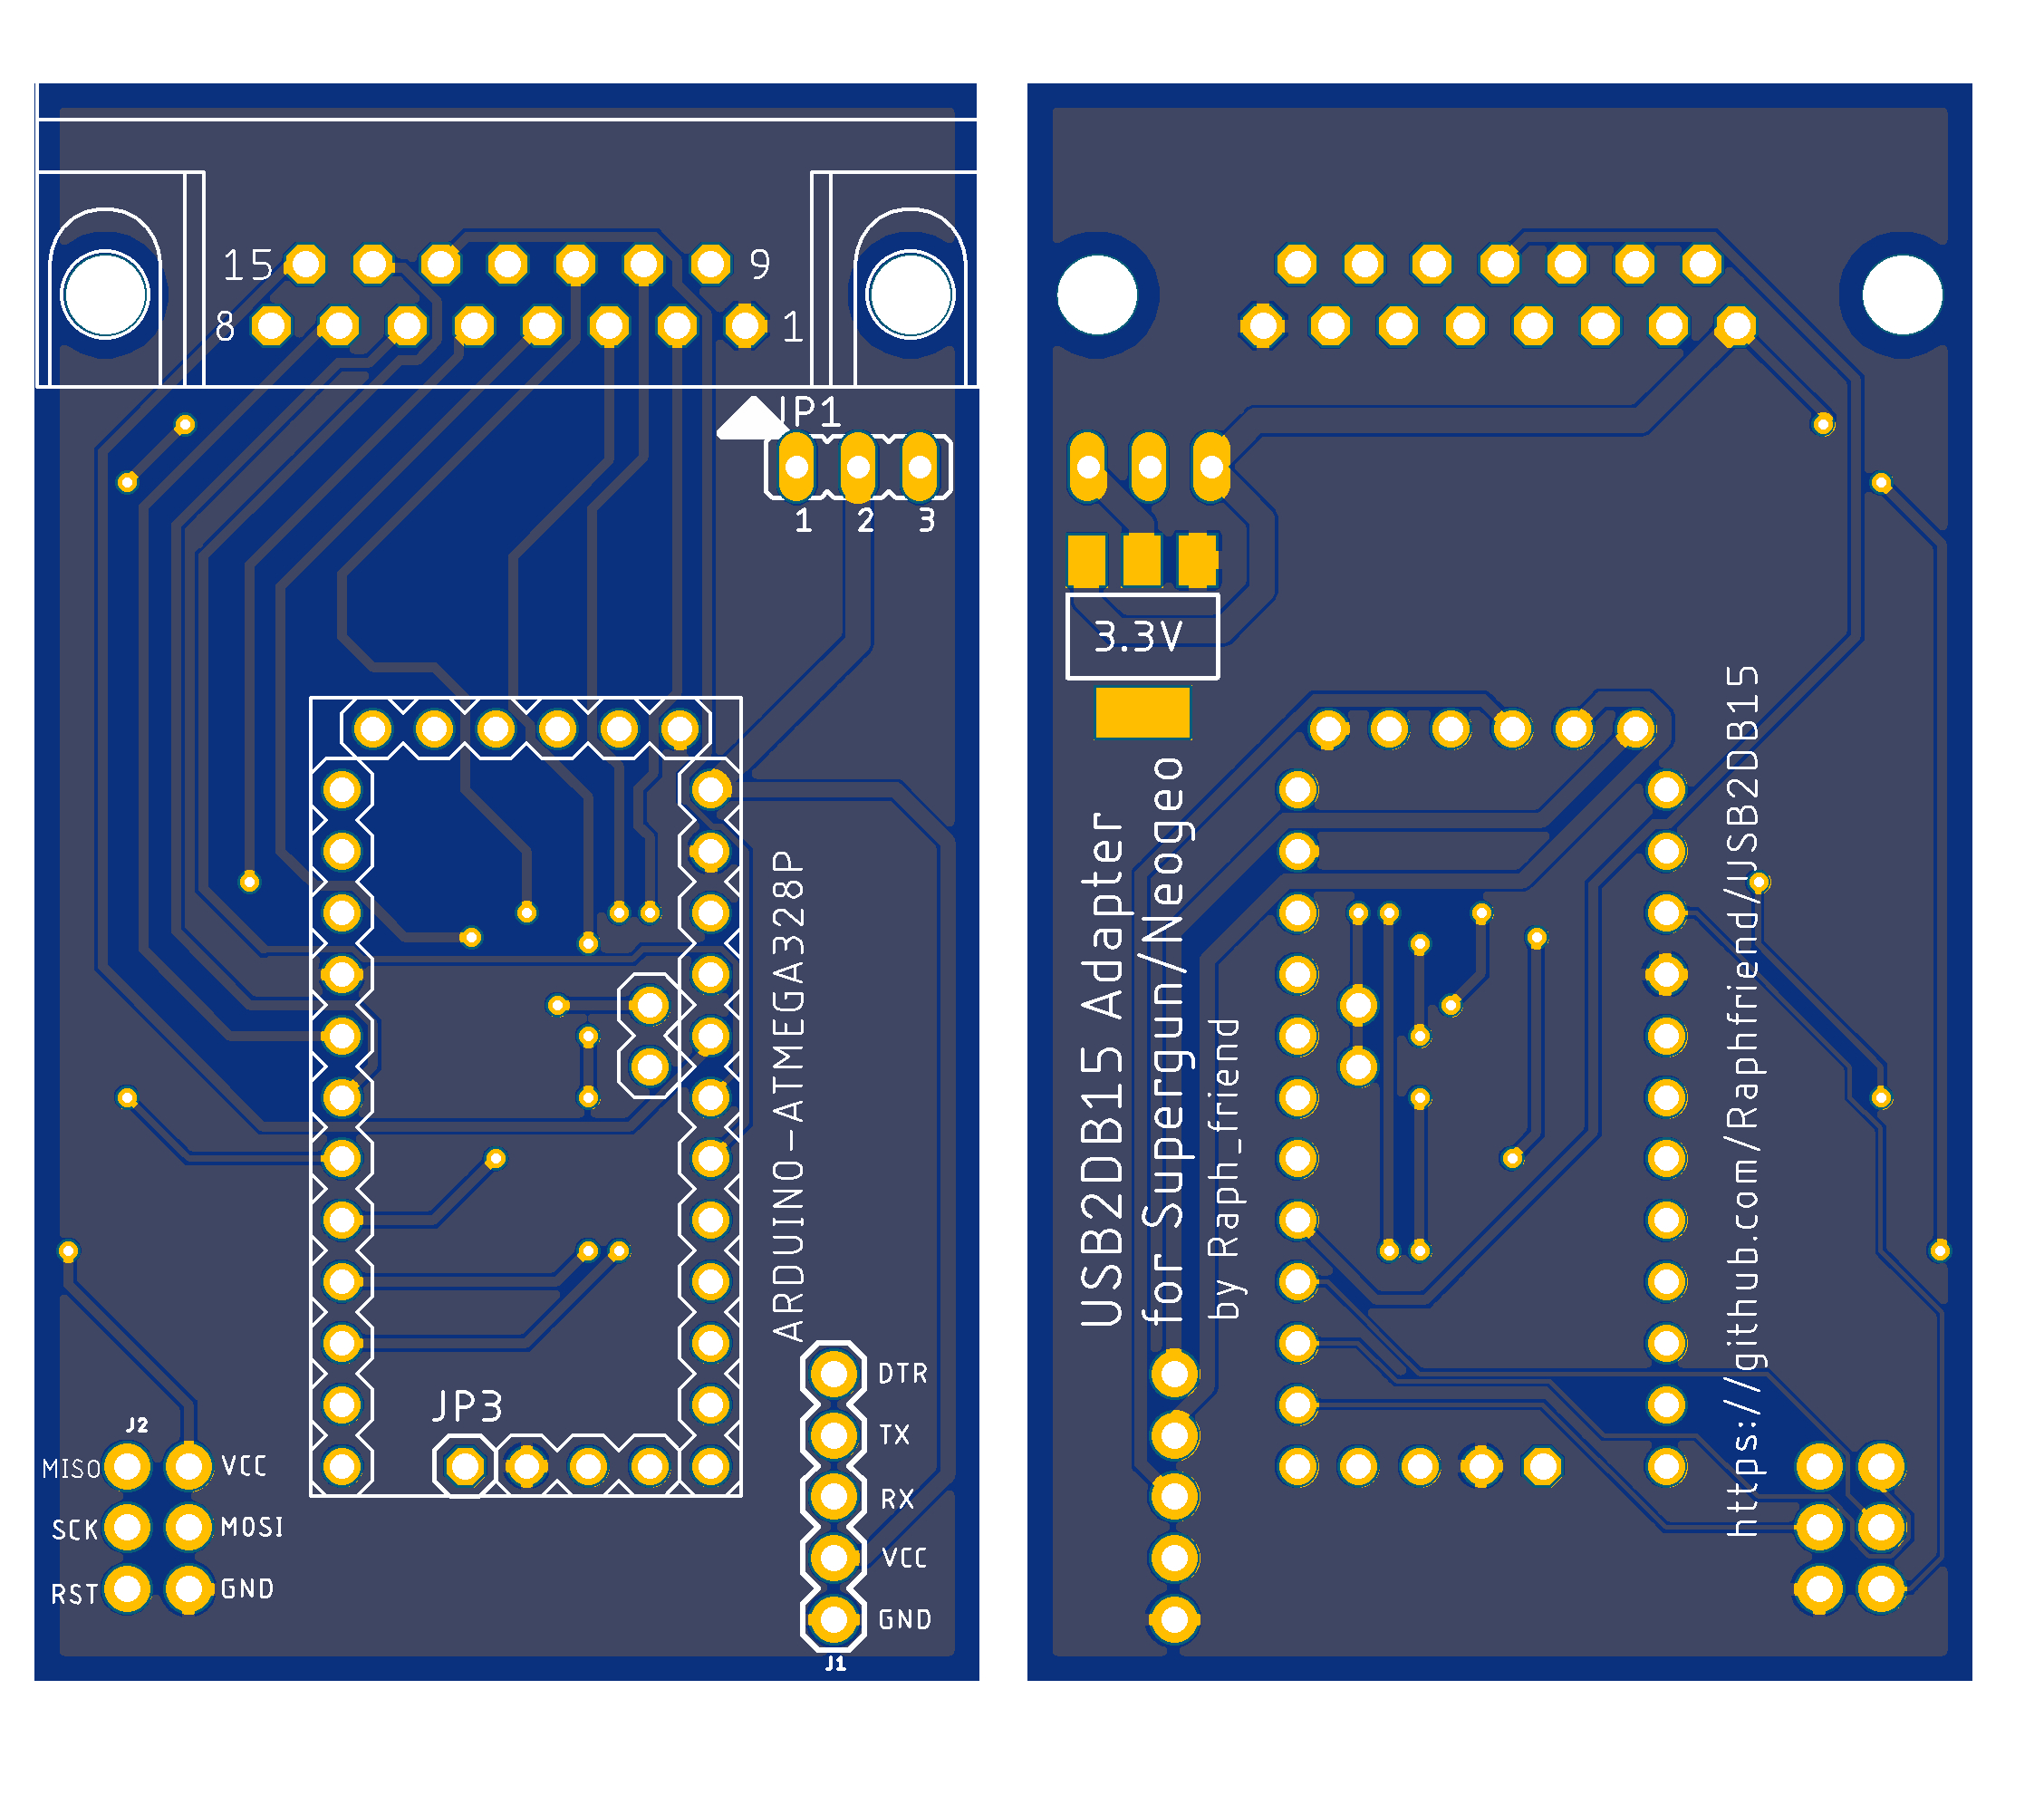 15
9
8
1
JP1
1 2 3
ARDUINO-ATMEGA328P
JP3
J2
MISO
VCC
SCK
MOSI
RST
GND
DTR
TX
RX
VCC
GND
J1
3.3V
USB2DB15 Adapter
for Supergun/Neogeo
by Raph_friend
https://github.com/Raphfriend/USB2DB15